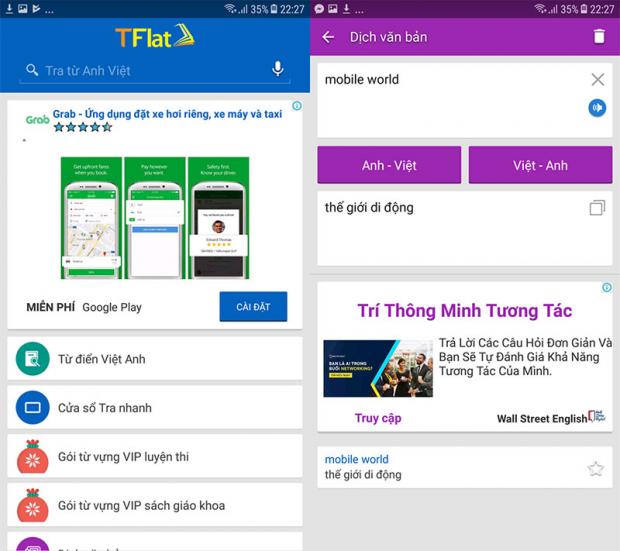 35% 22:27
TFlat
Tra từ Anh Việt
Grab
Grab - Ứng dụng đặt xe hơi riêng, xe máy và taxi
Get upfront fares when you book.
Pay however you want.
Safety first. Know your driver.
Edward Thomas
MIỄN PHÍ Google Play
CÀI ĐẶT
Từ điển Việt Anh
Cửa sổ Tra nhanh
Gói từ vựng VIP luyện thi
Gói từ vựng VIP sách giáo khoa
35% 22:27
Dịch văn bản
mobile world
Anh - Việt
Việt - Anh
thế giới di động
Trí Thông Minh Tương Tác
BẠN LÀ AI TRONG
BUỔI NETWORKING?
Trả Lời Các Câu Hỏi Đơn Giản Và
Bạn Sẽ Tự Đánh Giá Khả Năng
Tương Tác Của Mình.
Truy cập
Wall Street English
mobile world
thế giới di động